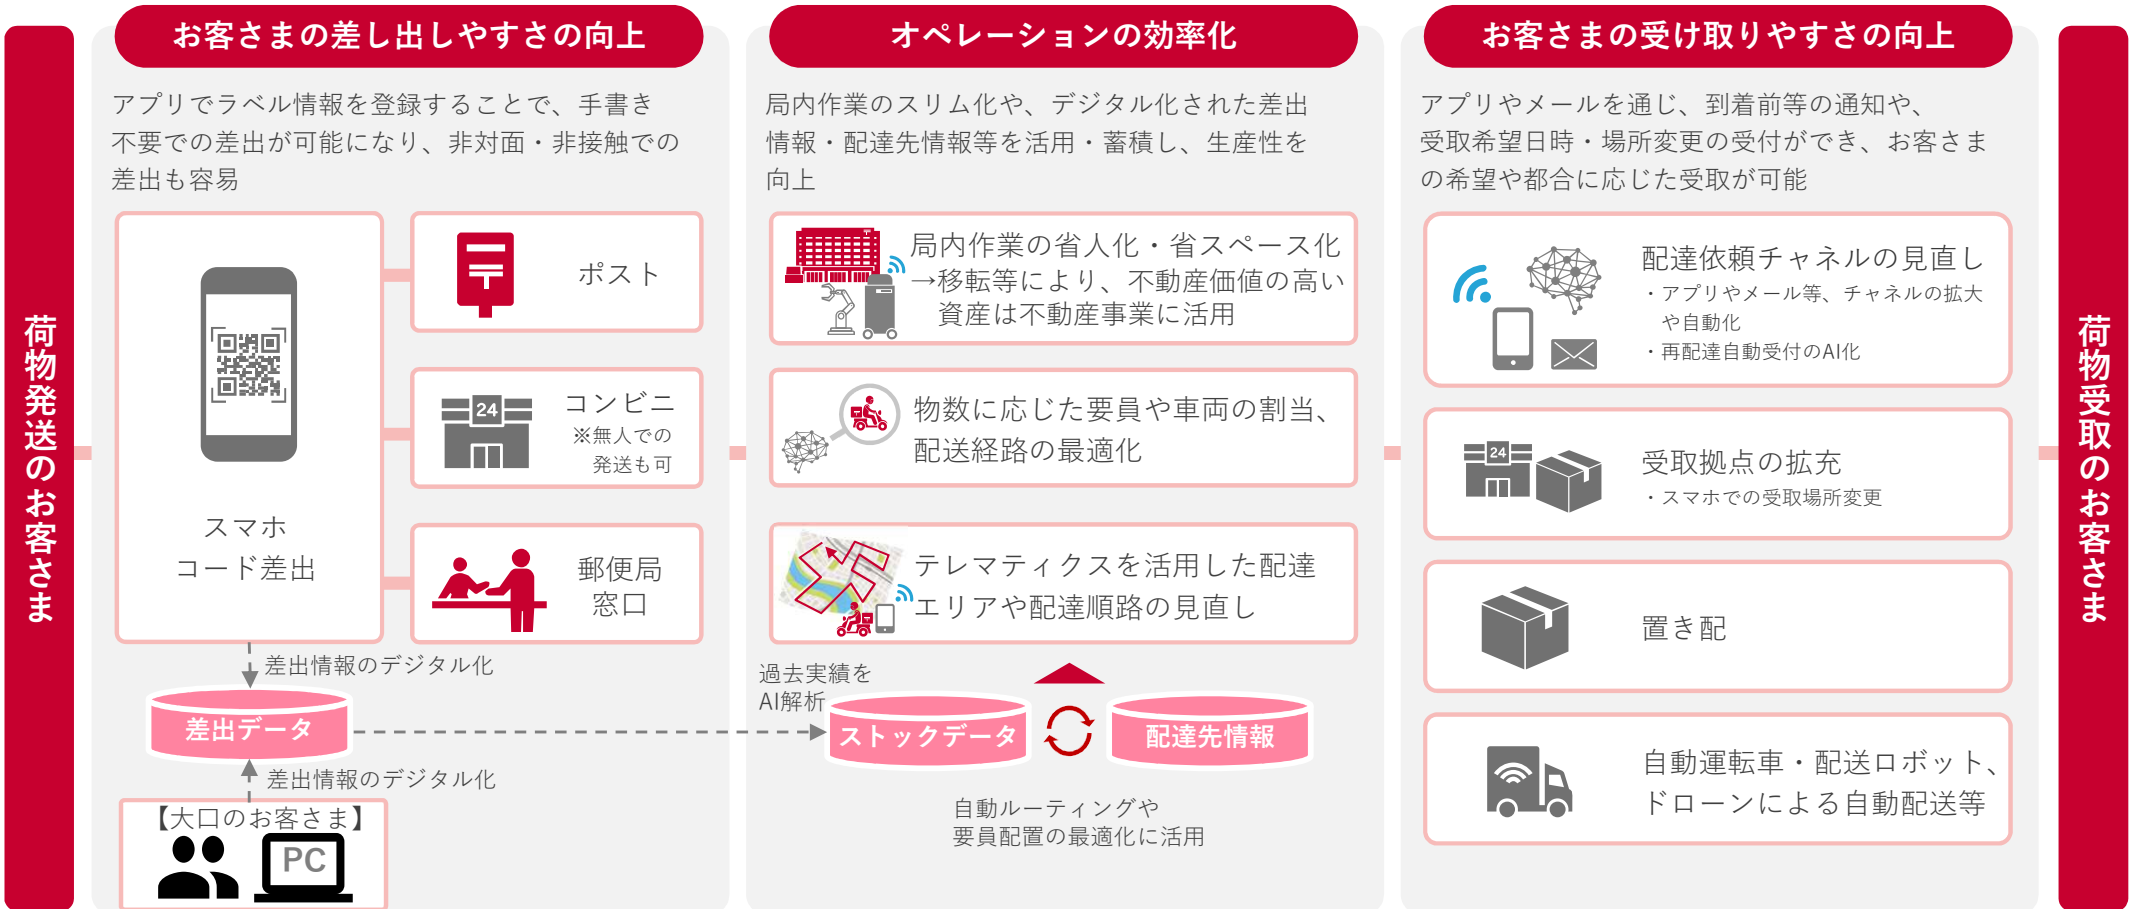 荷物発送のお客さま
お客さまの差し出しやすさの向上
アプリでラベル情報を登録することで、手書き
不要での差出が可能になり、非対面・非接触での
差出も容易
スマホ
コード差出
〒
ポスト
24
コンビニ
※無人での
発送も可
郵便局
窓口
差出情報のデジタル化
差出データ
差出情報のデジタル化
【大口のお客さま】
PC
オペレーションの効率化
局内作業のスリム化や、デジタル化された差出
情報・配達先情報等を活用・蓄積し、生産性を
向上
局内作業の省人化・省スペース化
→移転等により、不動産価値の高い
資産は不動産事業に活用
物数に応じた要員や車両の割当、
配送経路の最適化
テレマティクスを活用した配達
エリアや配達順路の見直し
過去実績を
AI解析
ストックデータ
配達先情報
自動ルーティングや
要員配置の最適化に活用
お客さまの受け取りやすさの向上
アプリやメールを通じ、到着前等の通知や、
受取希望日時・場所変更の受付ができ、お客さま
の希望や都合に応じた受取が可能
配達依頼チャネルの見直し
・アプリやメール等、チャネルの拡大
や自動化
・再配達自動受付のAI化
24
受取拠点の拡充
・スマホでの受取場所変更
置き配
自動運転車・配送ロボット、
ドローンによる自動配送等
荷物受取のお客さま